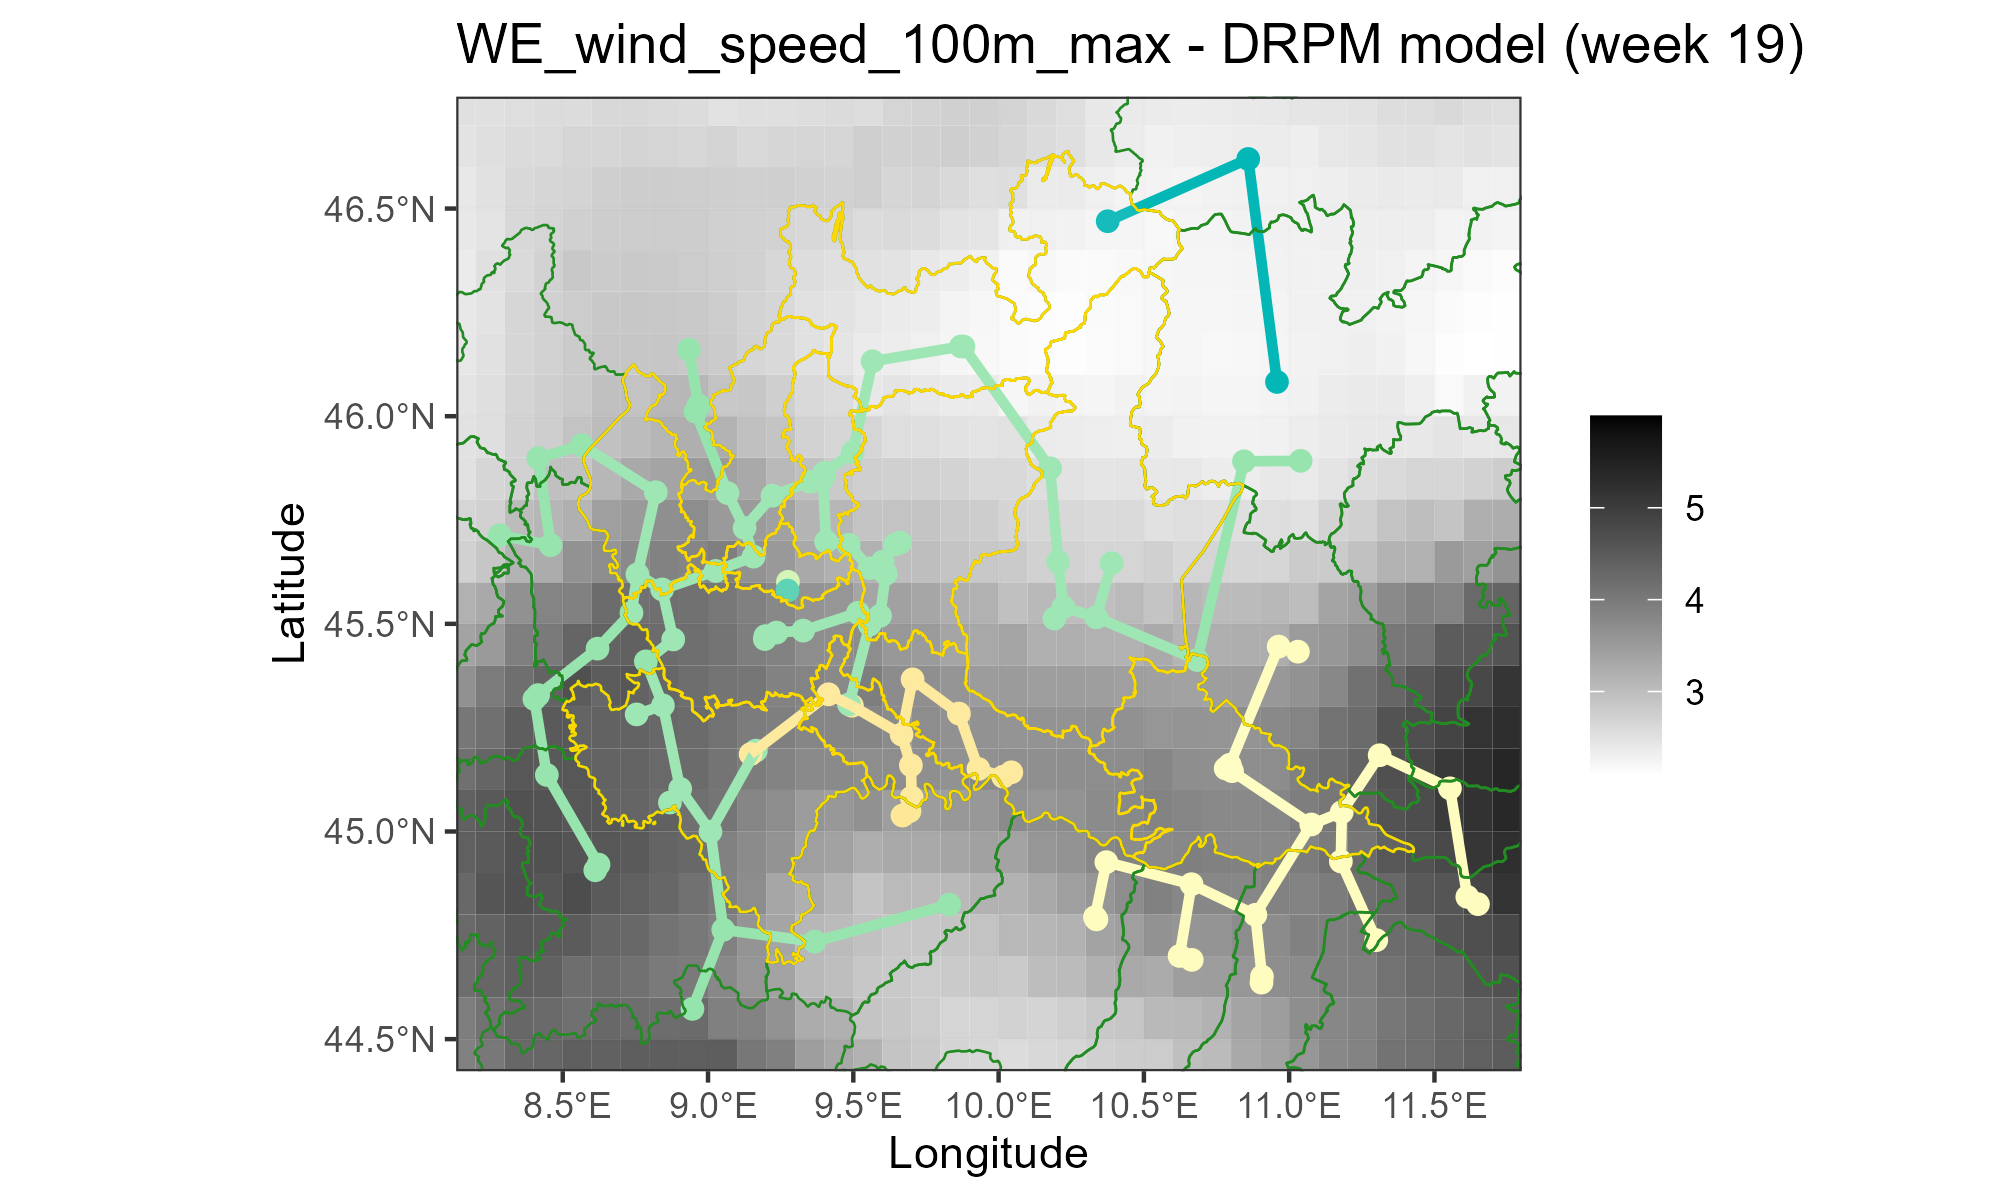 WE_wind_speed_100m_max - DRPM model (week 19)
46.5°N
46.0°N
45.5°N
45.0°N
44.5°N
Latitude
8.5°E
9.0°E
9.5°E
10.0°E
10.5°E
11.0°E
11.5°E
Longitude
5
4
3